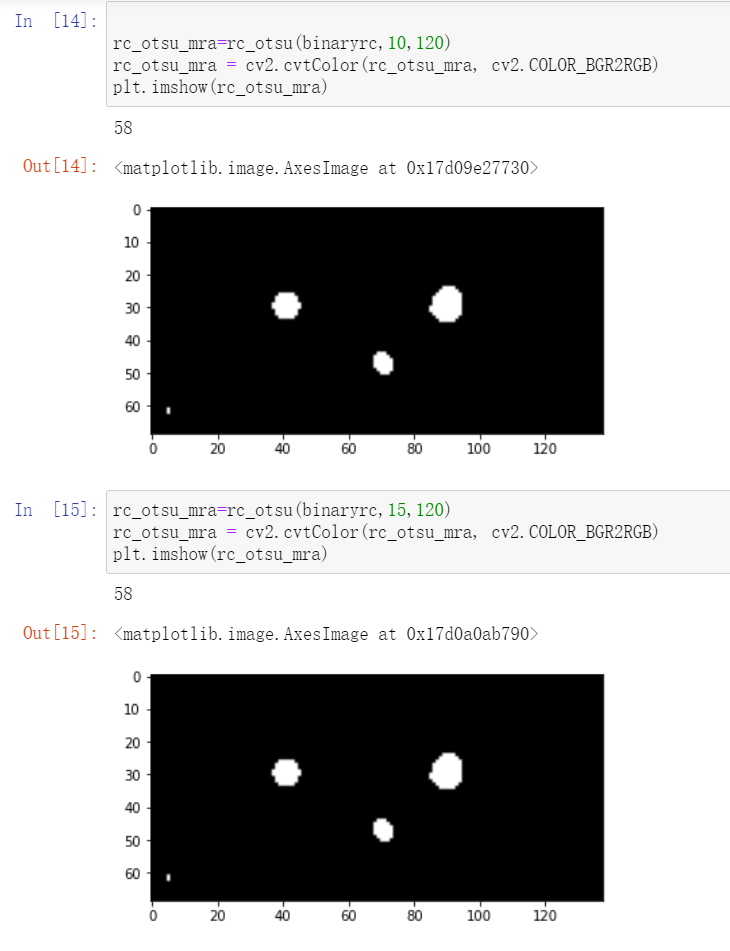 In [14]:
rc_otsu_mra=rc_otsu(binaryrc,10,120)
rc_otsu_mra = cv2.cvtColor(rc_otsu_mra, cv2.COLOR_BGR2RGB)
plt.imshow(rc_otsu_mra)
58
Out[14]: <matplotlib.image.AxesImage at 0x17d09e27730>
0
10
20
30
40
50
60
0 20 40 60 80 100 120
In [15]: rc_otsu_mra=rc_otsu(binaryrc,15,120)
rc_otsu_mra = cv2.cvtColor(rc_otsu_mra, cv2.COLOR_BGR2RGB)
plt.imshow(rc_otsu_mra)
58
Out[15]: <matplotlib.image.AxesImage at 0x17d0a0ab790>
0
10
20
30
40
50
60
0 20 40 60 80 100 120